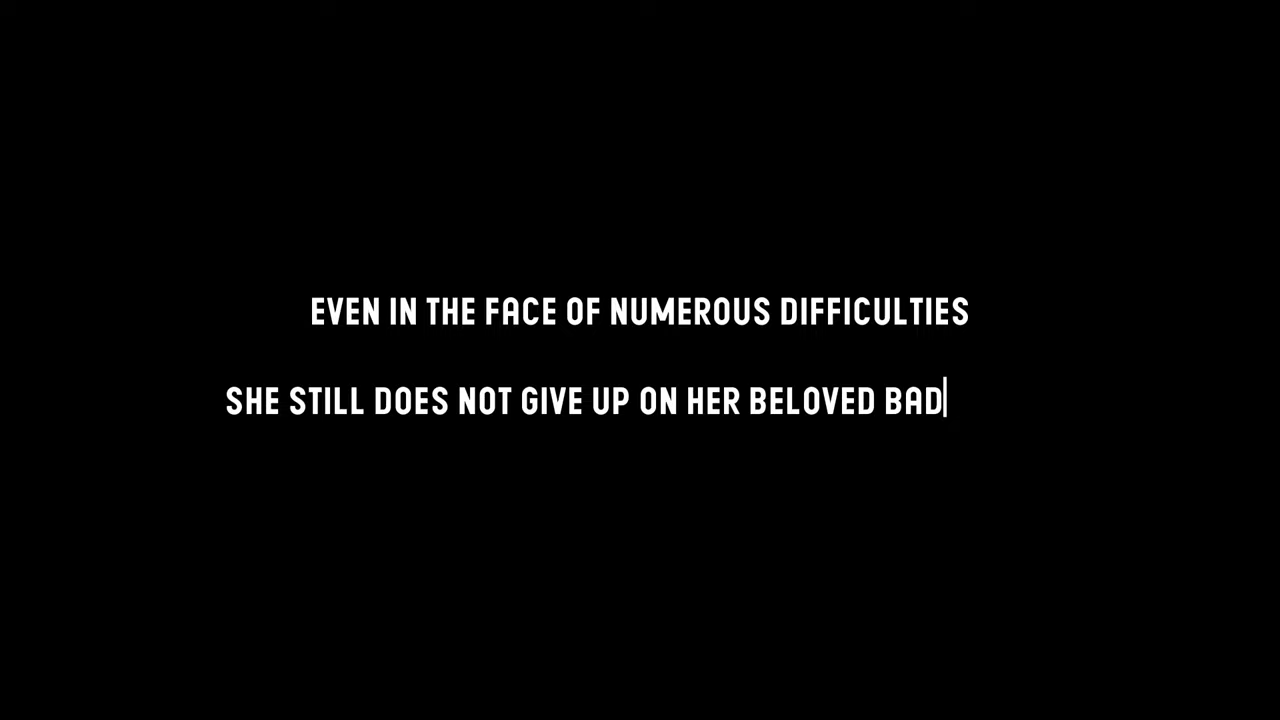 EVEN IN THE FACE OF NUMEROUS DIFFICULTIES
SHE STILL DOES NOT GIVE UP ON HER BELOVED BAD